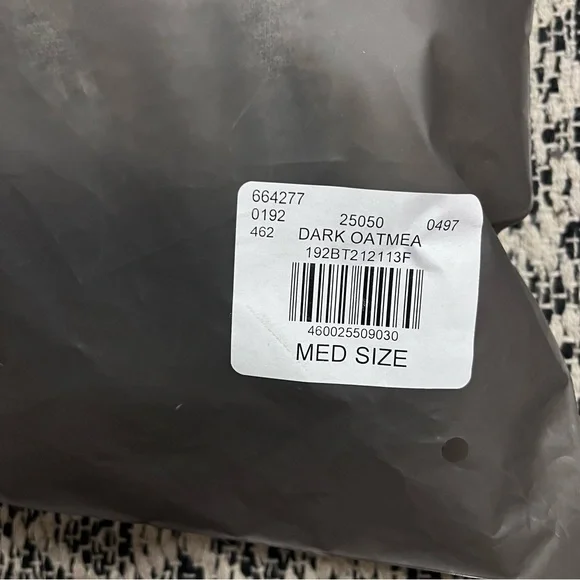 664277
0192 25050 0497
462 DARK OATMEA
192BT212113F
460025509030
MED SIZE